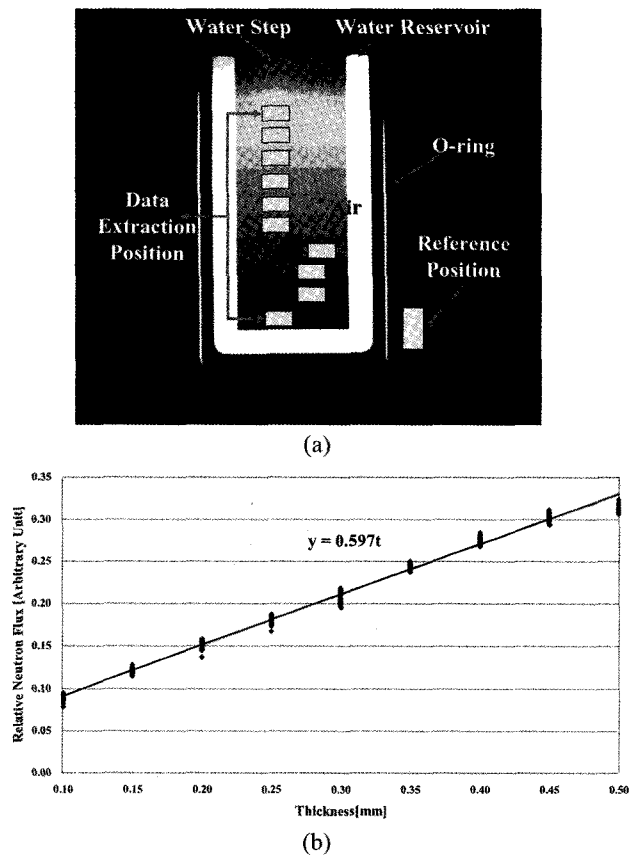 Water Step
Water Reservoir
O-ring
Air
Data
Extraction
Position
Reference
Position
(a)
Relative Neutron Flux [Arbitrary Unit]
0.35
0.30
0.25
0.20
0.15
0.10
0.05
0.00
y = 0.597t
0.10 0.15 0.20 0.25 0.30 0.35 0.40 0.45 0.50
Thickness[mm]
(b)